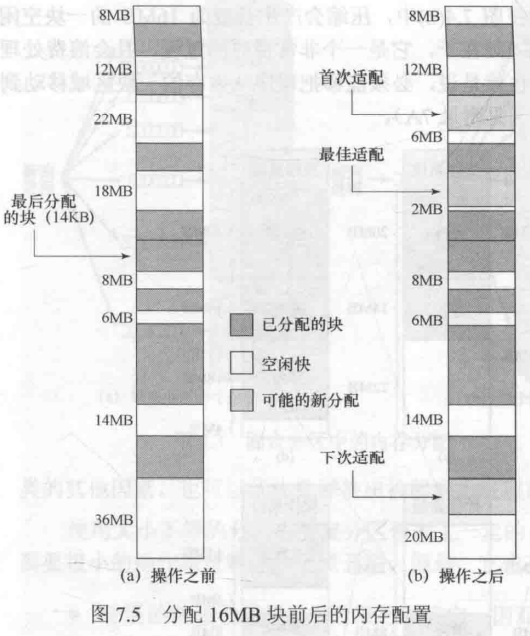 8MB
12MB
22MB
18MB
最后分配
的块（14KB）
8MB
6MB
14MB
36MB
(a) 操作之前
已分配的块
空闲快
可能的新分配
8MB
12MB
首次适配
6MB
最佳适配
2MB
8MB
6MB
14MB
下次适配
20MB
(b) 操作之后
图 7.5 分配 16MB 块前后的内存配置